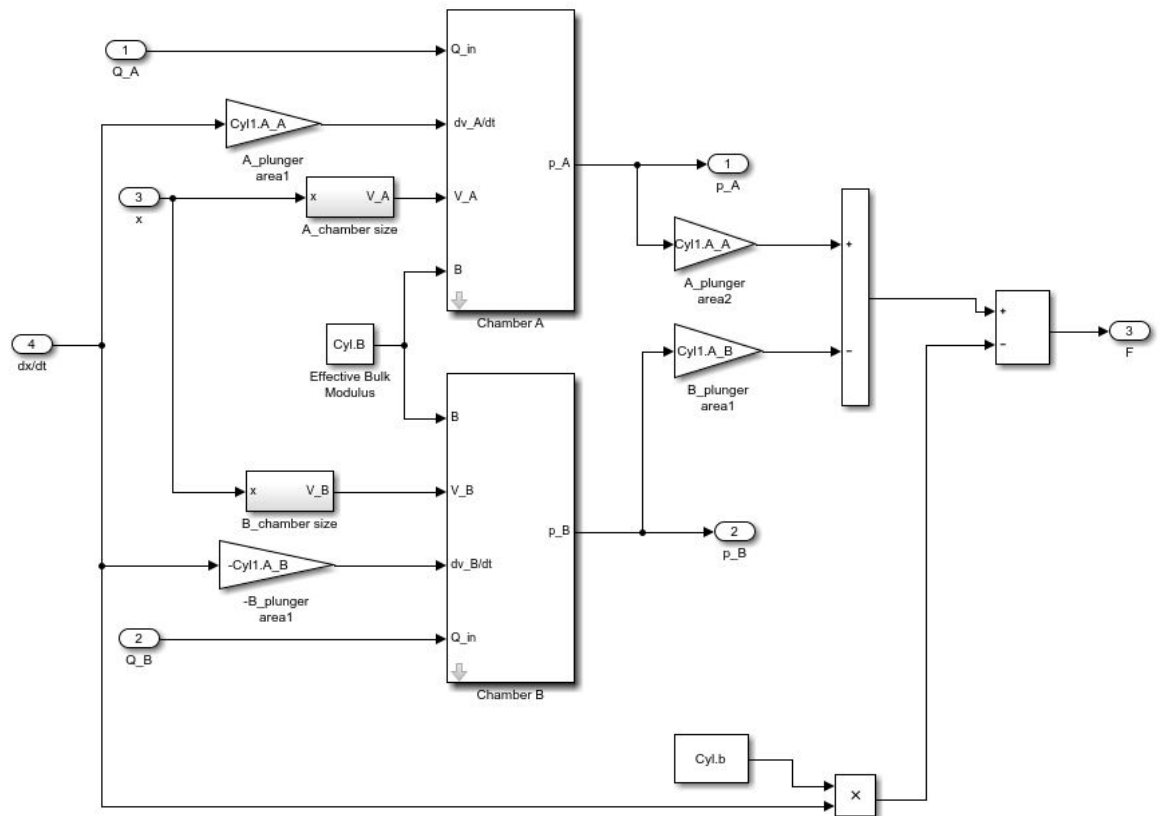 1
Q_A
Cyl1.A_A
A_plunger
area1
3
x
x
V_A
A_chamber size
4
dx/dt
Q_in
dv_A/dt
V_A
B
p_A
Chamber A
Cyl.B
Effective Bulk
Modulus
B
V_B
dv_B/dt
Q_in
p_B
Chamber B
x
V_B
B_chamber size
-Cyl1.A_B
-B_plunger
area1
2
Q_B
1
p_A
Cyl1.A_A
A_plunger
area2
Cyl1.A_B
B_plunger
area1
2
p_B
+
−
+
−
3
F
Cyl.b
×